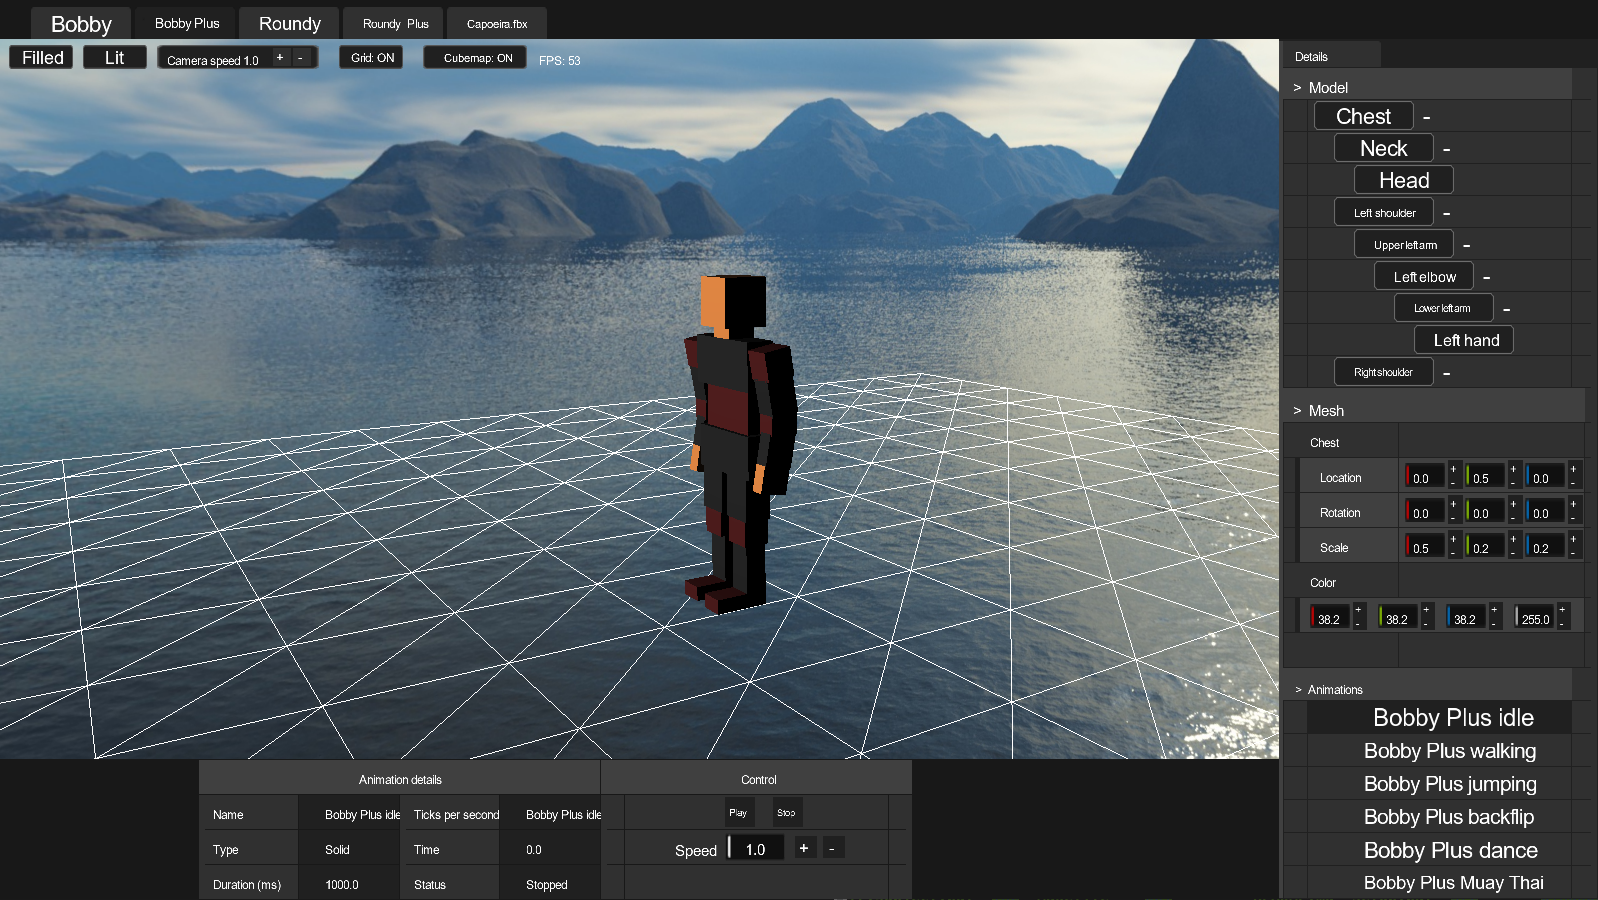 Bobby Bobby Plus Roundy Roundy Plus Capoeira.fbx
Filled Lit Camera speed 1.0 + - Grid: ON Cubemap: ON FPS: 53
Details
> Model
Chest -
Neck -
Head
Left shoulder -
Upper left arm -
Left elbow -
Lower left arm -
Left hand
Right shoulder -
> Mesh
Chest
Location 0.0 + - 0.5 + - 0.0 + -
Rotation 0.0 + - 0.0 + - 0.0 + -
Scale 0.5 + - 0.2 + - 0.2 + -
Color
38.2 + - 38.2 + - 38.2 + - 255.0 + -
> Animations
Bobby Plus idle
Bobby Plus walking
Bobby Plus jumping
Bobby Plus backflip
Bobby Plus dance
Bobby Plus Muay Thai
Animation details Control
Name Bobby Plus idle Ticks per second Bobby Plus idle Play Stop
Type Solid Time 0.0 Speed 1.0 + -
Duration (ms) 1000.0 Status Stopped